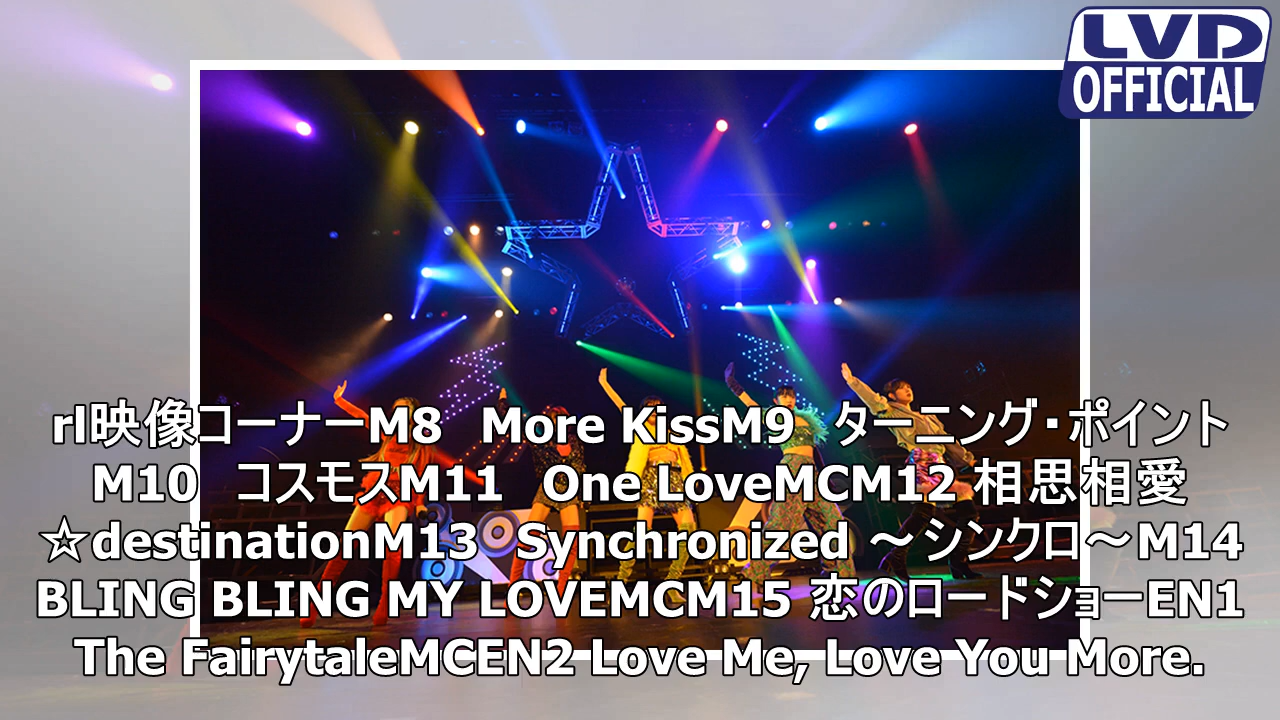 LVD
OFFICIAL
rl映像コーナーM8　More KissM9　ターニング・ポイント
M10　コスモスM11　One LoveMCM12 相思相愛
☆destinationM13　Synchronized ～シンクロ～M14
BLING BLING MY LOVEMCM15 恋のロードショーEN1
The FairytaleMCEN2 Love Me, Love You More.